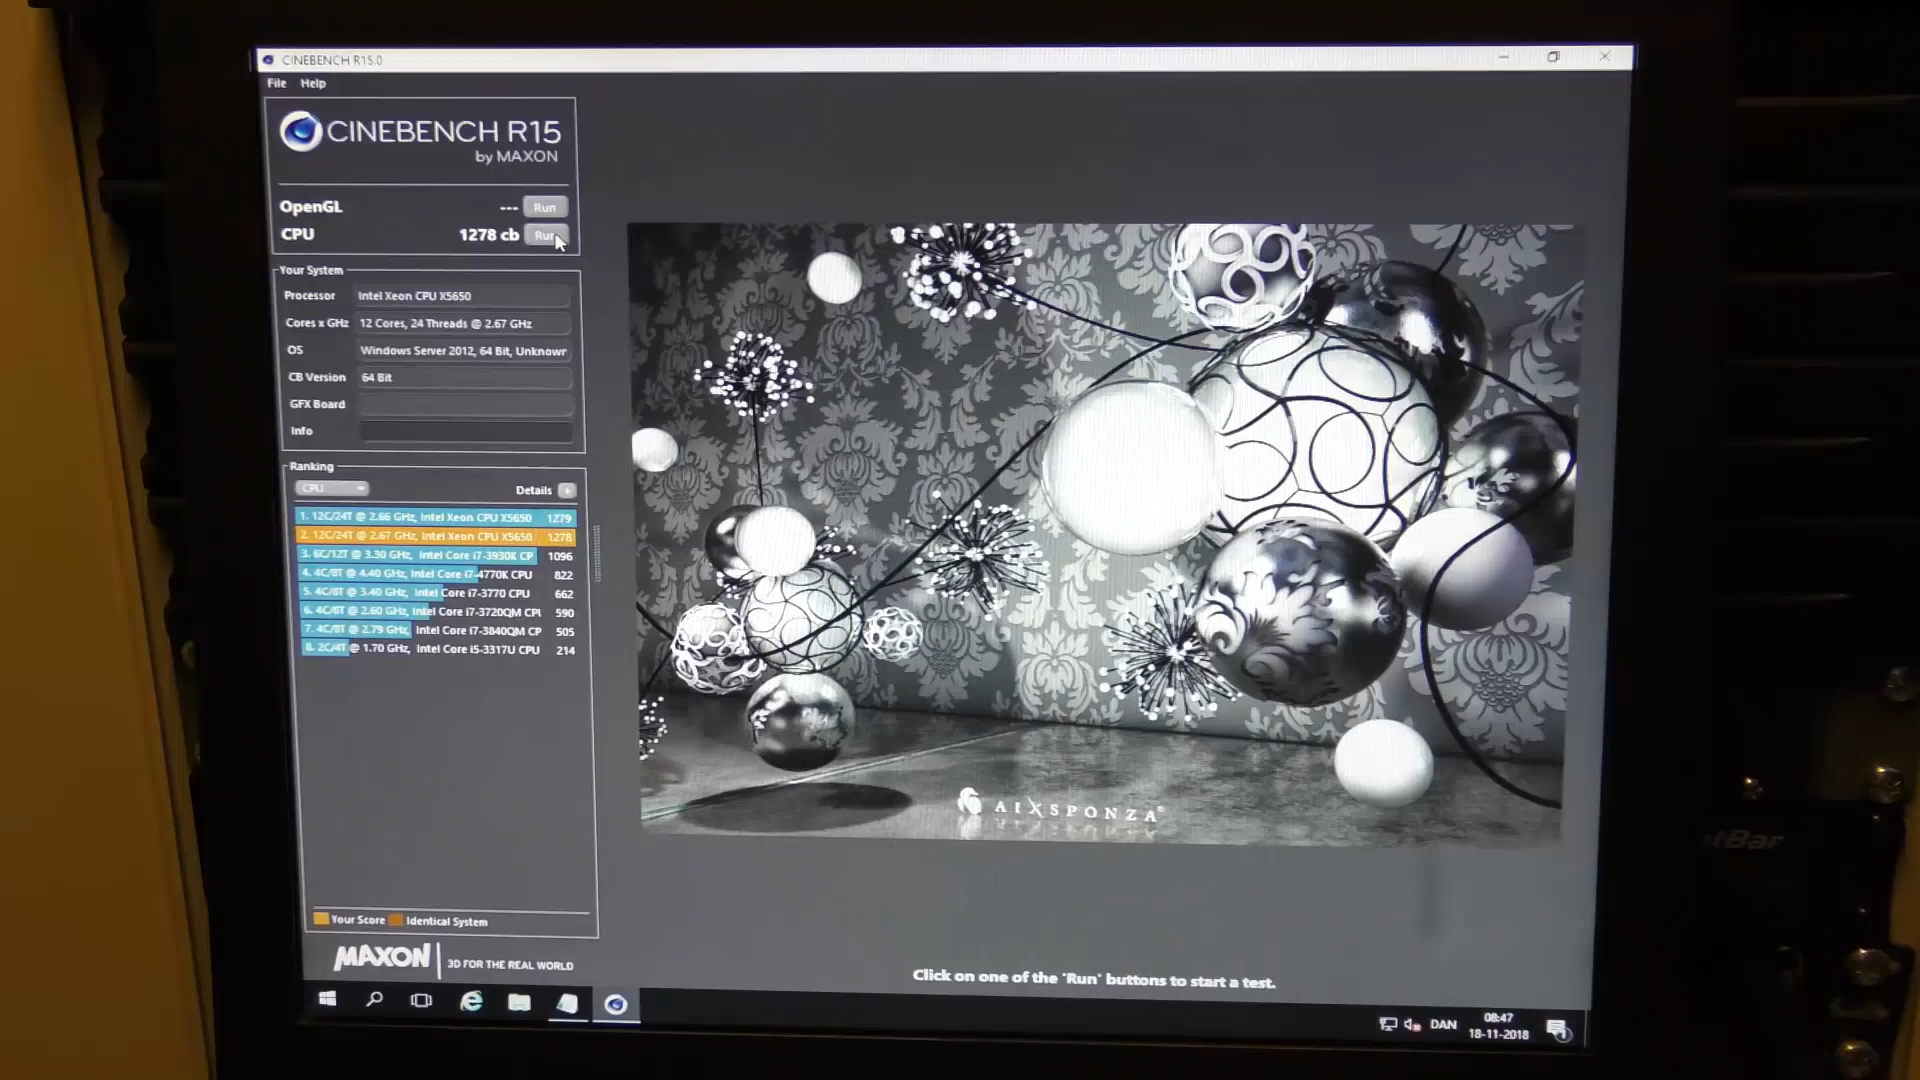 CINEBENCH R15.0
File Help
CINEBENCH R15
by MAXON
OpenGL --- Run
CPU 1278 cb Run
Your System
Processor Intel Xeon CPU X5650
Cores x GHz 12 Cores, 24 Threads @ 2.67 GHz
OS Windows Server 2012, 64 Bit, Unknown
CB Version 64 Bit
GFX Board
Info
Ranking
CPU Details
1. 12C/24T @ 2.66 GHz, Intel Xeon CPU X5650 1279
2. 12C/24T @ 2.67 GHz, Intel Xeon CPU X5650 1278
3. 6C/12T @ 3.30 GHz, Intel Core i7-3930K CP 1096
4. 4C/8T @ 4.40 GHz, Intel Core i7-4770K CPU 822
5. 4C/8T @ 3.40 GHz, Intel Core i7-3770 CPU 662
6. 4C/8T @ 2.60 GHz, Intel Core i7-3720QM CPU 590
7. 4C/8T @ 2.79 GHz, Intel Core i7-3840QM CP 505
8. 2C/4T @ 1.70 GHz, Intel Core i5-3317U CPU 214
AIXSPONZA®
Your Score Identical System
MAXON 3D FOR THE REAL WORLD
Click on one of the 'Run' buttons to start a test.
DAN
08:47
18-11-2018